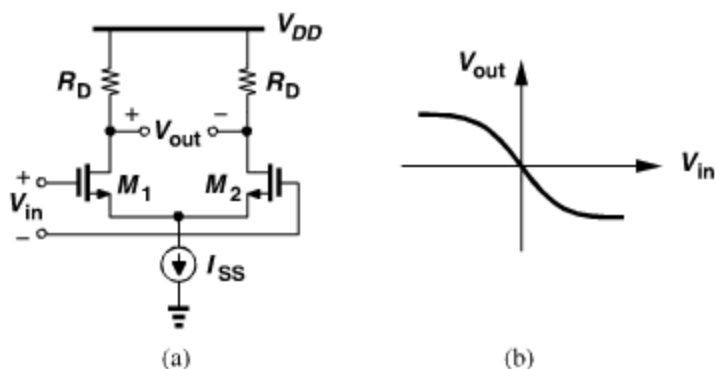 V_DD
R_D
R_D
+ V_out −
+
V_in
−
M_1
M_2
I_SS
V_out
V_in
(a)
(b)